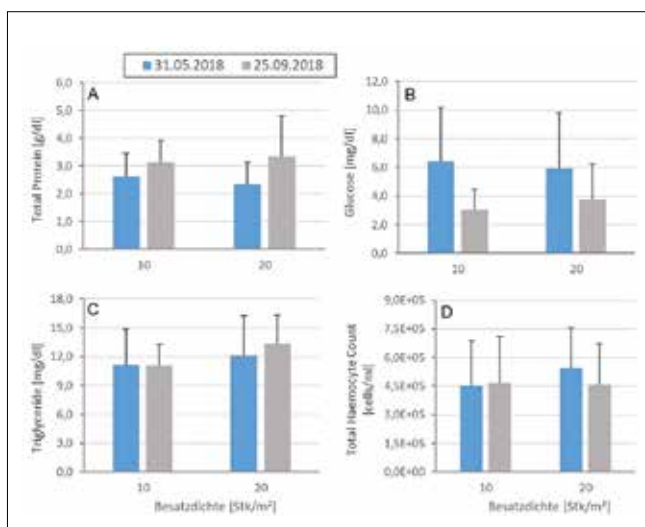 31.05.2018 25.09.2018
A
Total Protein [g/dl]
6,0
5,0
4,0
3,0
2,0
1,0
0,0
10 20
B
Glucose [mg/dl]
12,0
10,0
8,0
6,0
4,0
2,0
0,0
10 20
C
Triglyceride [mg/dl]
18,0
15,0
12,0
9,0
6,0
3,0
0,0
10 20
Besatzdichte [Stk/m²]
D
Total Haemocyte Count
[cells/ml]
9,0E+05
7,5E+05
6,0E+05
4,5E+05
3,0E+05
1,5E+05
0,0E+00
10 20
Besatzdichte [Stk/m²]